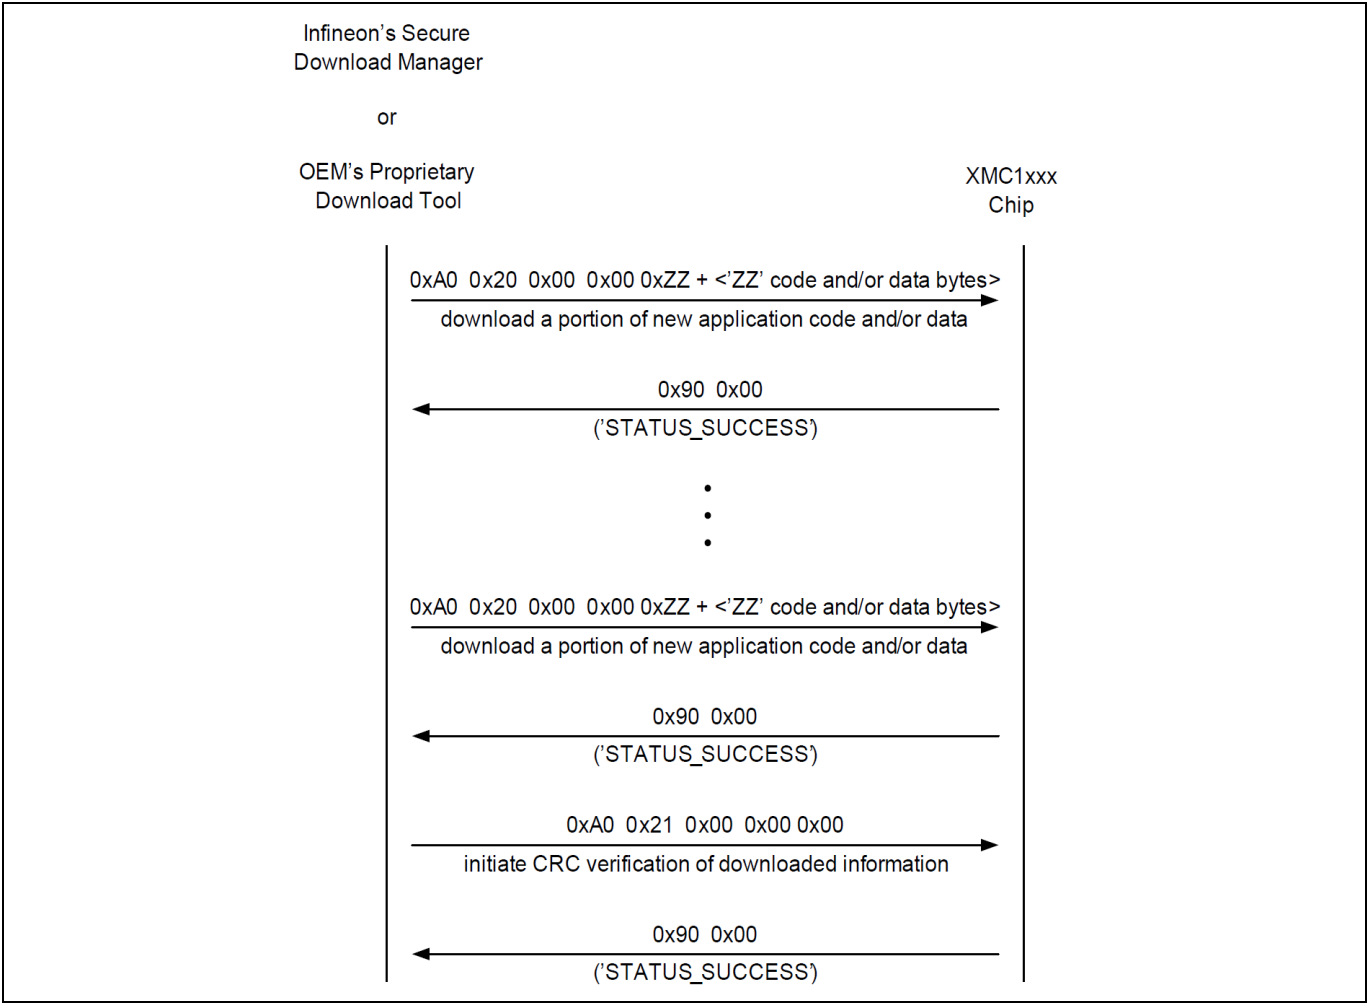 Infineon's Secure
Download Manager
or
OEM's Proprietary
Download Tool
XMC1xxx
Chip
0xA0 0x20 0x00 0x00 0xZZ + <'ZZ' code and/or data bytes>
download a portion of new application code and/or data
0x90 0x00
('STATUS_SUCCESS')
0xA0 0x20 0x00 0x00 0xZZ + <'ZZ' code and/or data bytes>
download a portion of new application code and/or data
0x90 0x00
('STATUS_SUCCESS')
0xA0 0x21 0x00 0x00 0x00
initiate CRC verification of downloaded information
0x90 0x00
('STATUS_SUCCESS')